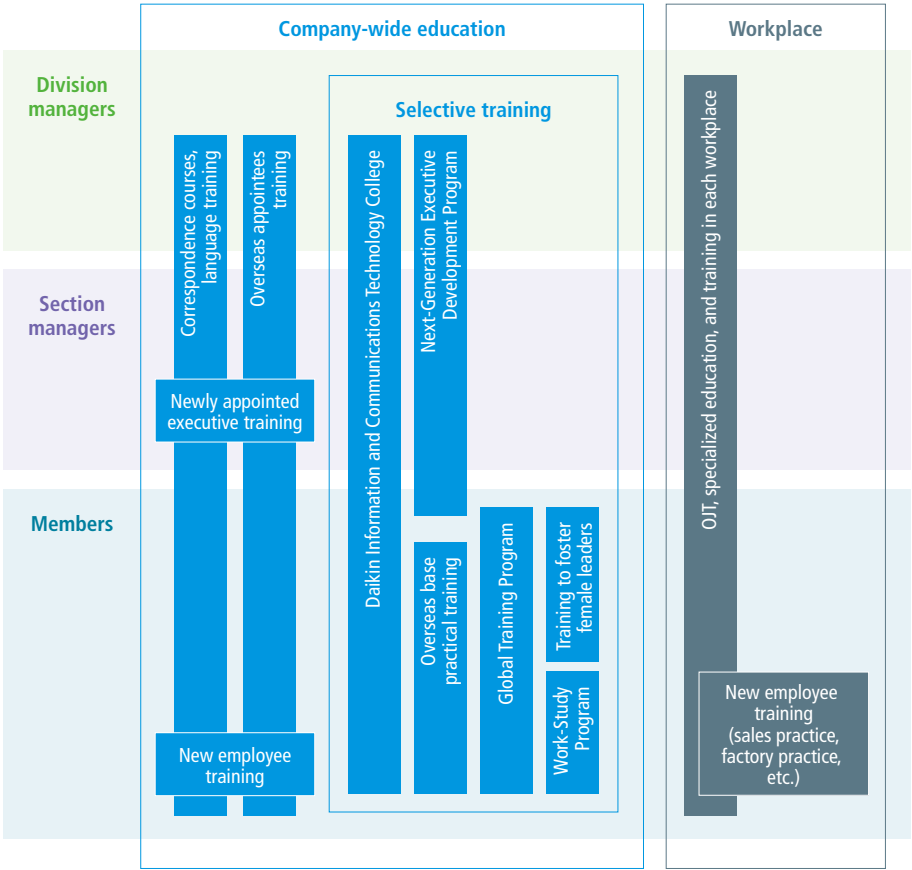 Company-wide education
Workplace
Division
managers
Selective training
Correspondence courses,
language training
Overseas appointees
training
Daikin Information and Communications Technology College
Next-Generation Executive
Development Program
OJT, specialized education, and training in each workplace
Section
managers
Newly appointed
executive training
Members
Overseas base
practical training
Global Training Program
Training to foster
female leaders
Work-Study
Program
New employee
training
New employee
training
(sales practice,
factory practice,
etc.)